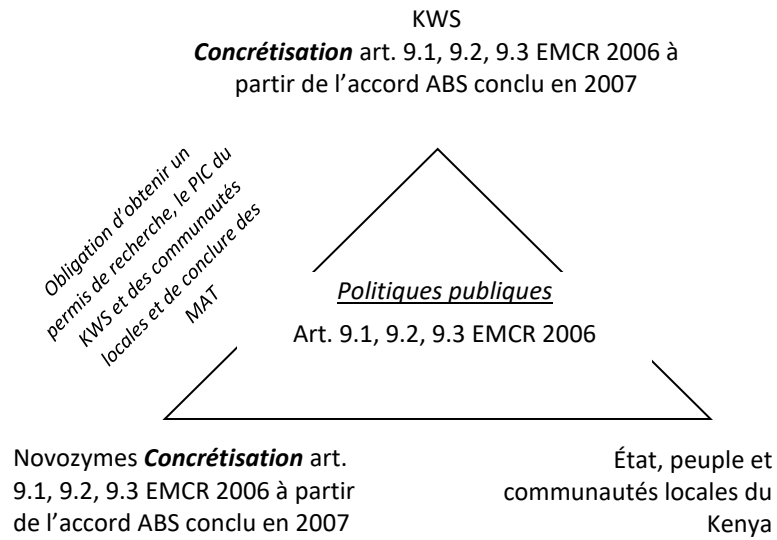 KWS
Concrétisation art. 9.1, 9.2, 9.3 EMCR 2006 à
partir de l’accord ABS conclu en 2007
Obligation d’obtenir un
permis de recherche, le PIC du
KWS et des communautés
locales et de conclure des
MAT
Politiques publiques
Art. 9.1, 9.2, 9.3 EMCR 2006
Novozymes Concrétisation art.
9.1, 9.2, 9.3 EMCR 2006 à partir
de l’accord ABS conclu en 2007
État, peuple et
communautés locales du
Kenya